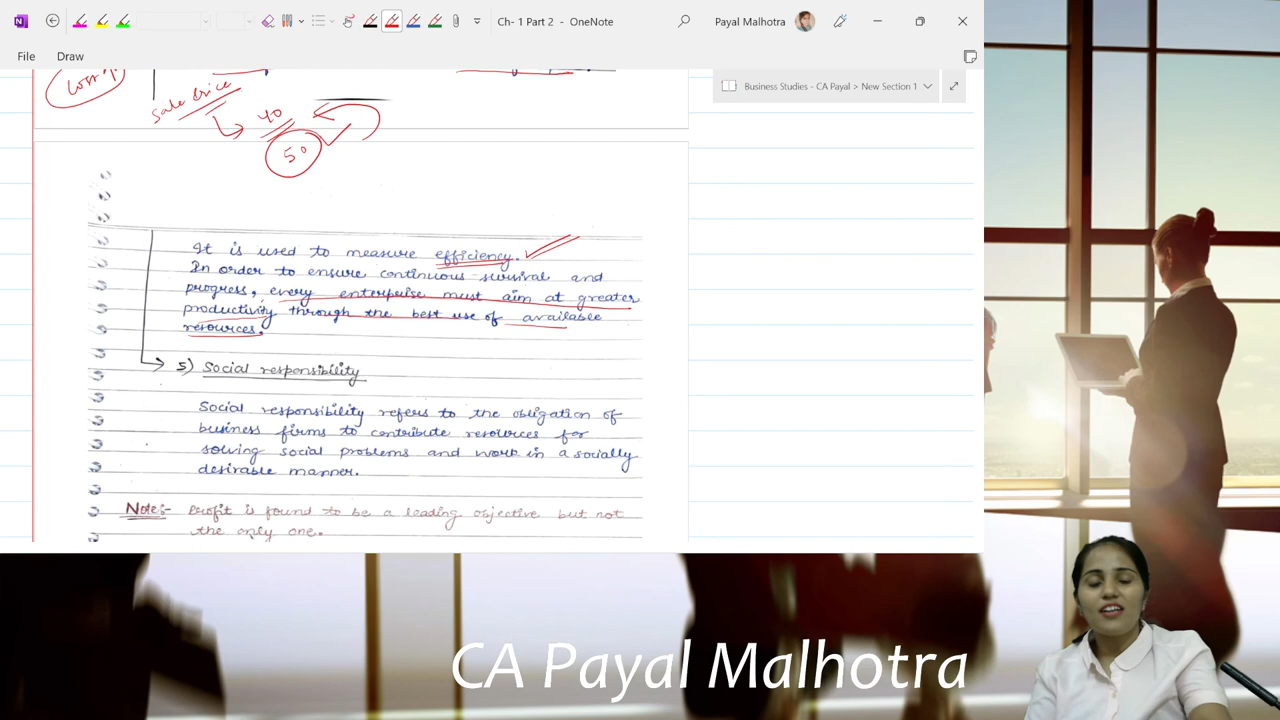 Ch- 1 Part 2 - OneNote
Payal Malhotra
File
Draw
Business Studies - CA Payal > New Section 1
sale price
40
50
It is used to measure efficiency.
In order to ensure continuous survival and
progress, every enterprise must aim at greater
productivity through the best use of available
resources.
5) Social responsibility
Social responsibility refers to the obligation of
business firms to contribute resources for
solving social problems and work in a socially
desirable manner.
Note:- Profit is found to be a leading objective but not
the only one.
CA Payal Malhotra